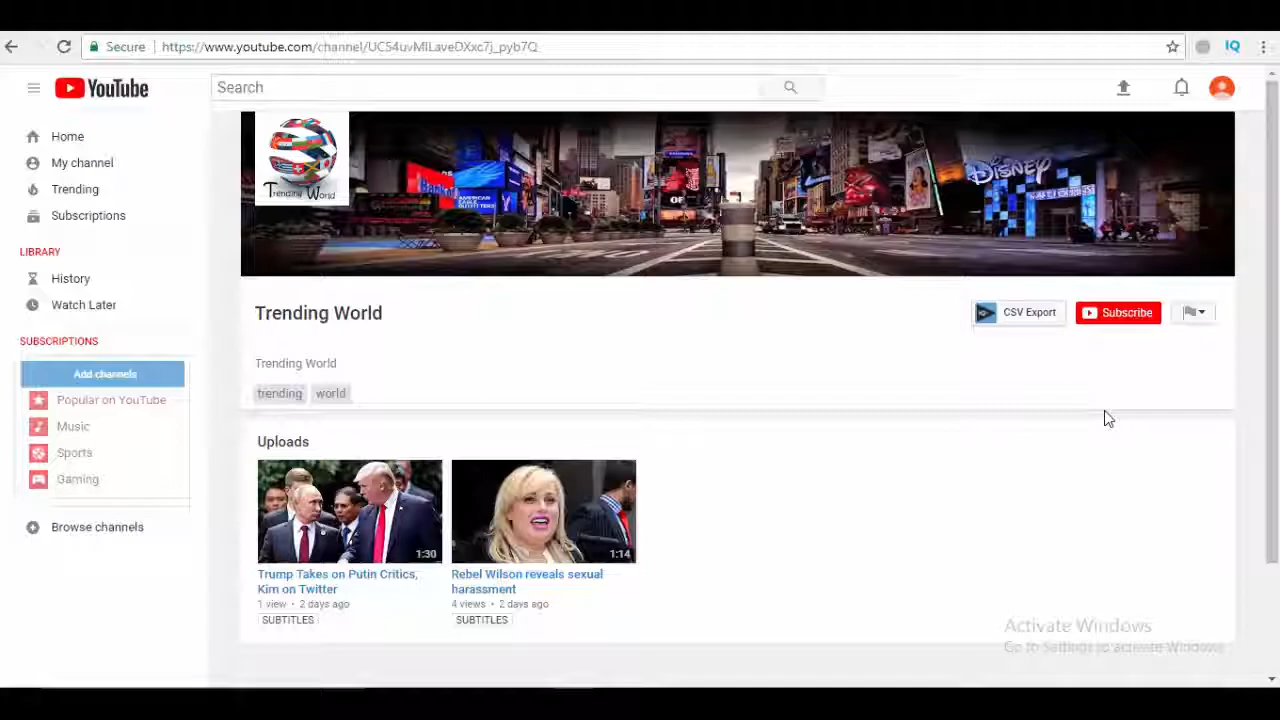 Secure
https://www.youtube.com/channel/UCS4uvMlLaveDXxc7j_pyb7Q
IQ
YouTube
Search
Home
My channel
Trending
Subscriptions
LIBRARY
History
Watch Later
SUBSCRIPTIONS
Add channels
Popular on YouTube
Music
Sports
Gaming
Browse channels
Trending World
DISNEY
Trending World
CSV Export
Subscribe
Trending World
trending
world
Uploads
1:30
1:14
Trump Takes on Putin Critics,
Kim on Twitter
1 view • 2 days ago
SUBTITLES
Rebel Wilson reveals sexual
harassment
4 views • 2 days ago
SUBTITLES
Activate Windows
Go to Settings to activate Windows.